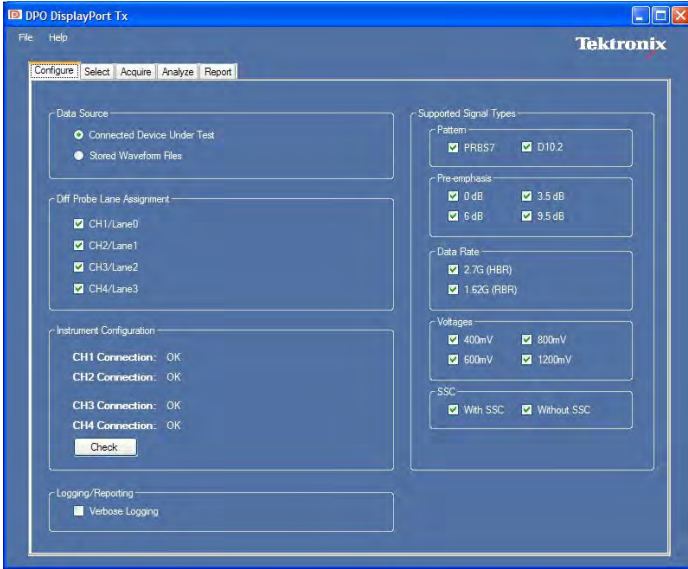 DPO DisplayPort Tx
File Help
Tektronix
Configure Select Acquire Analyze Report
Data Source
Connected Device Under Test
Stored Waveform Files
Diff Probe Lane Assignment
CH1/Lane0
CH2/Lane1
CH3/Lane2
CH4/Lane3
Instrument Configuration
CH1 Connection: OK
CH2 Connection: OK
CH3 Connection: OK
CH4 Connection: OK
Check
Logging/Reporting
Verbose Logging
Supported Signal Types
Pattern
PRBS7 D10.2
Pre-emphasis
0 dB 3.5 dB
6 dB 9.5 dB
Data Rate
2.7G (HBR)
1.62G (RBR)
Voltages
400mV 800mV
600mV 1200mV
SSC
With SSC Without SSC